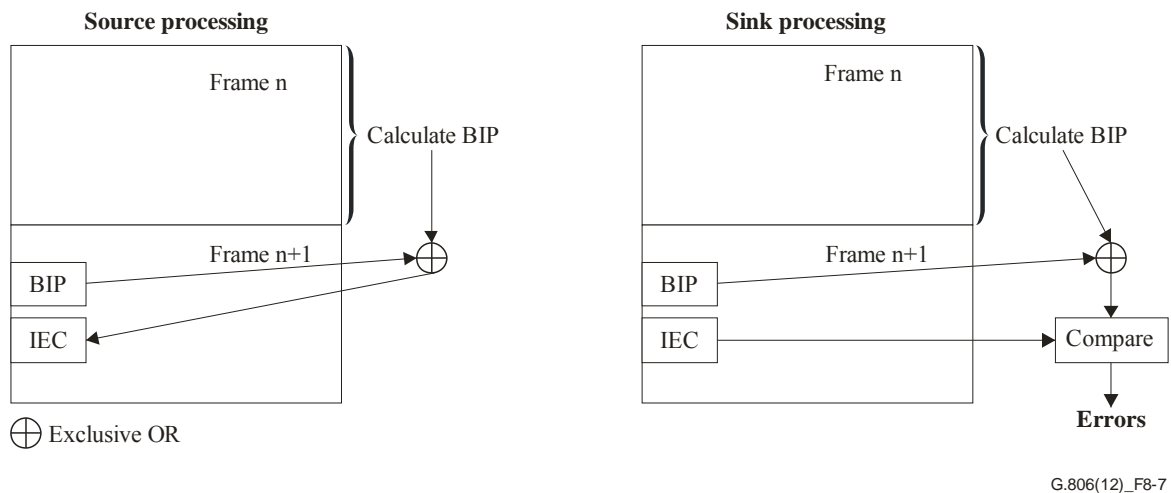 Source processing
Frame n
Calculate BIP
Frame n+1
BIP
IEC
Exclusive OR
Sink processing
Frame n
Calculate BIP
Frame n+1
BIP
IEC
Compare
Errors
G.806(12)_F8-7